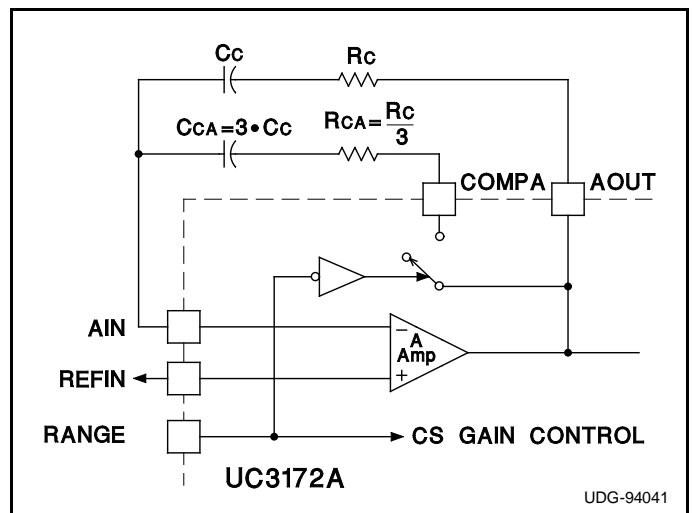 Cc
Rc
CCA=3•Cc
RCA=Rc/3
COMPA
AOUT
AIN
−
A
Amp
+
REFIN
RANGE
CS GAIN CONTROL
UC3172A
UDG-94041